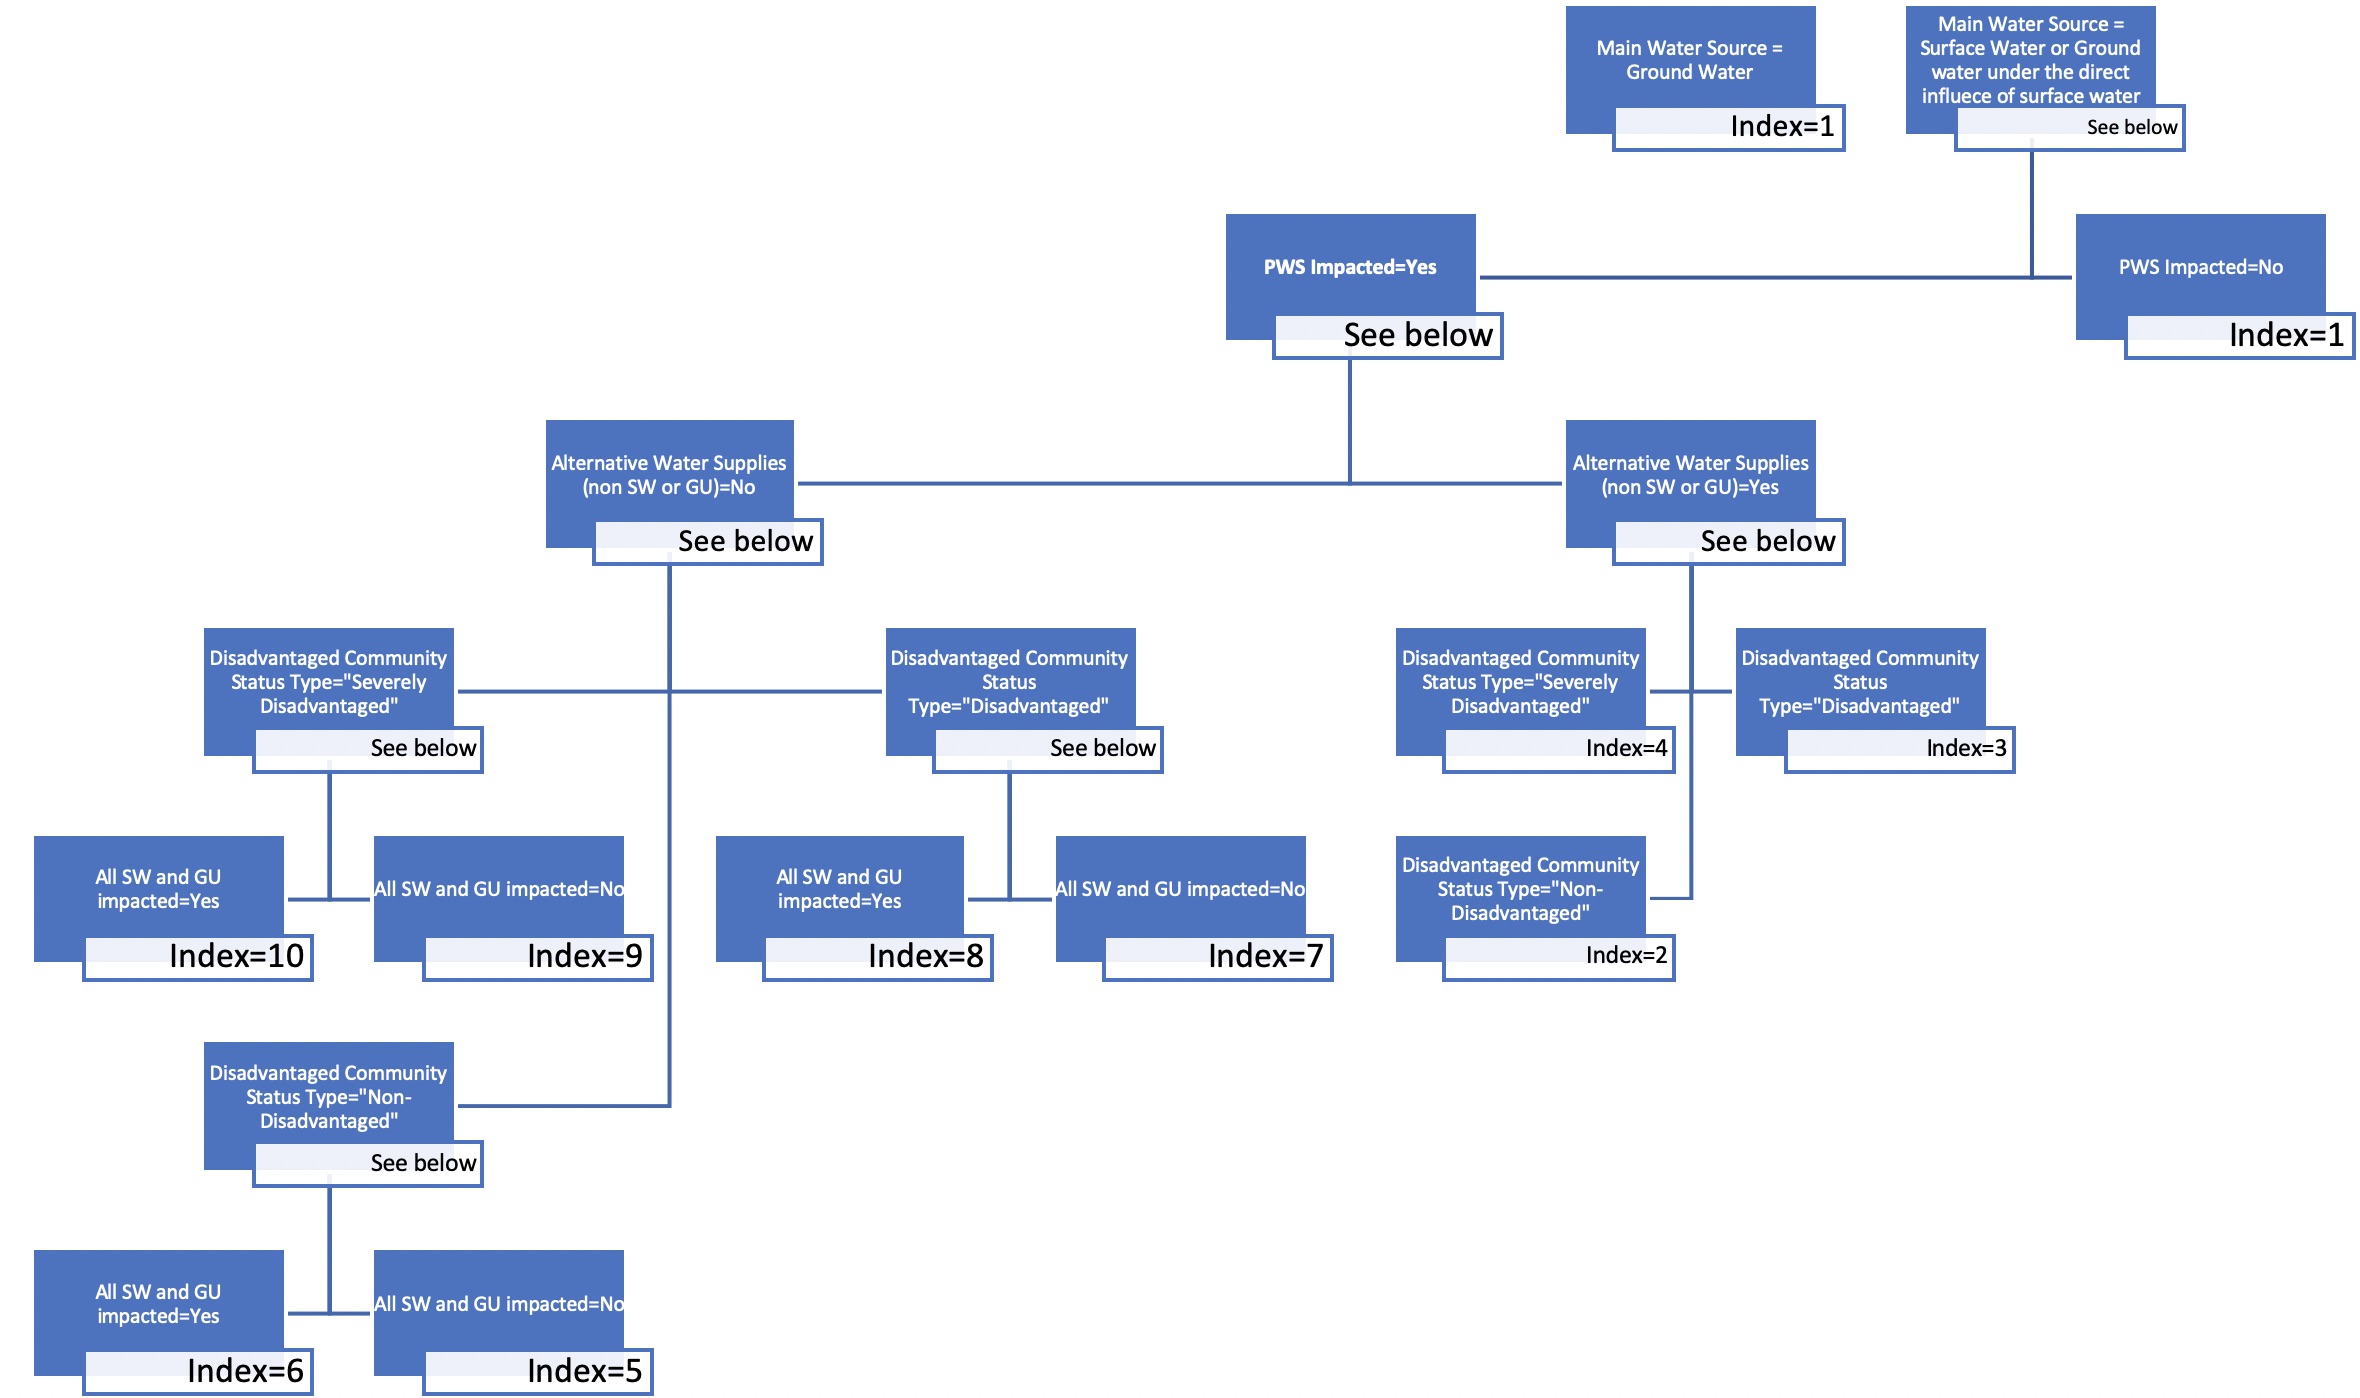 Main Water Source =
Ground Water
Index=1
Main Water Source =
Surface Water or Ground
water under the direct
influece of surface water
See below
PWS Impacted=Yes
See below
PWS Impacted=No
Index=1
Alternative Water Supplies
(non SW or GU)=No
See below
Alternative Water Supplies
(non SW or GU)=Yes
See below
Disadvantaged Community
Status Type="Severely
Disadvantaged"
See below
Disadvantaged Community
Status
Type="Disadvantaged"
See below
Disadvantaged Community
Status Type="Severely
Disadvantaged"
Index=4
Disadvantaged Community
Status
Type="Disadvantaged"
Index=3
All SW and GU
impacted=Yes
Index=10
All SW and GU impacted=No
Index=9
All SW and GU
impacted=Yes
Index=8
All SW and GU impacted=No
Index=7
Disadvantaged Community
Status Type="Non-
Disadvantaged"
Index=2
Disadvantaged Community
Status Type="Non-
Disadvantaged"
See below
All SW and GU
impacted=Yes
Index=6
All SW and GU impacted=No
Index=5